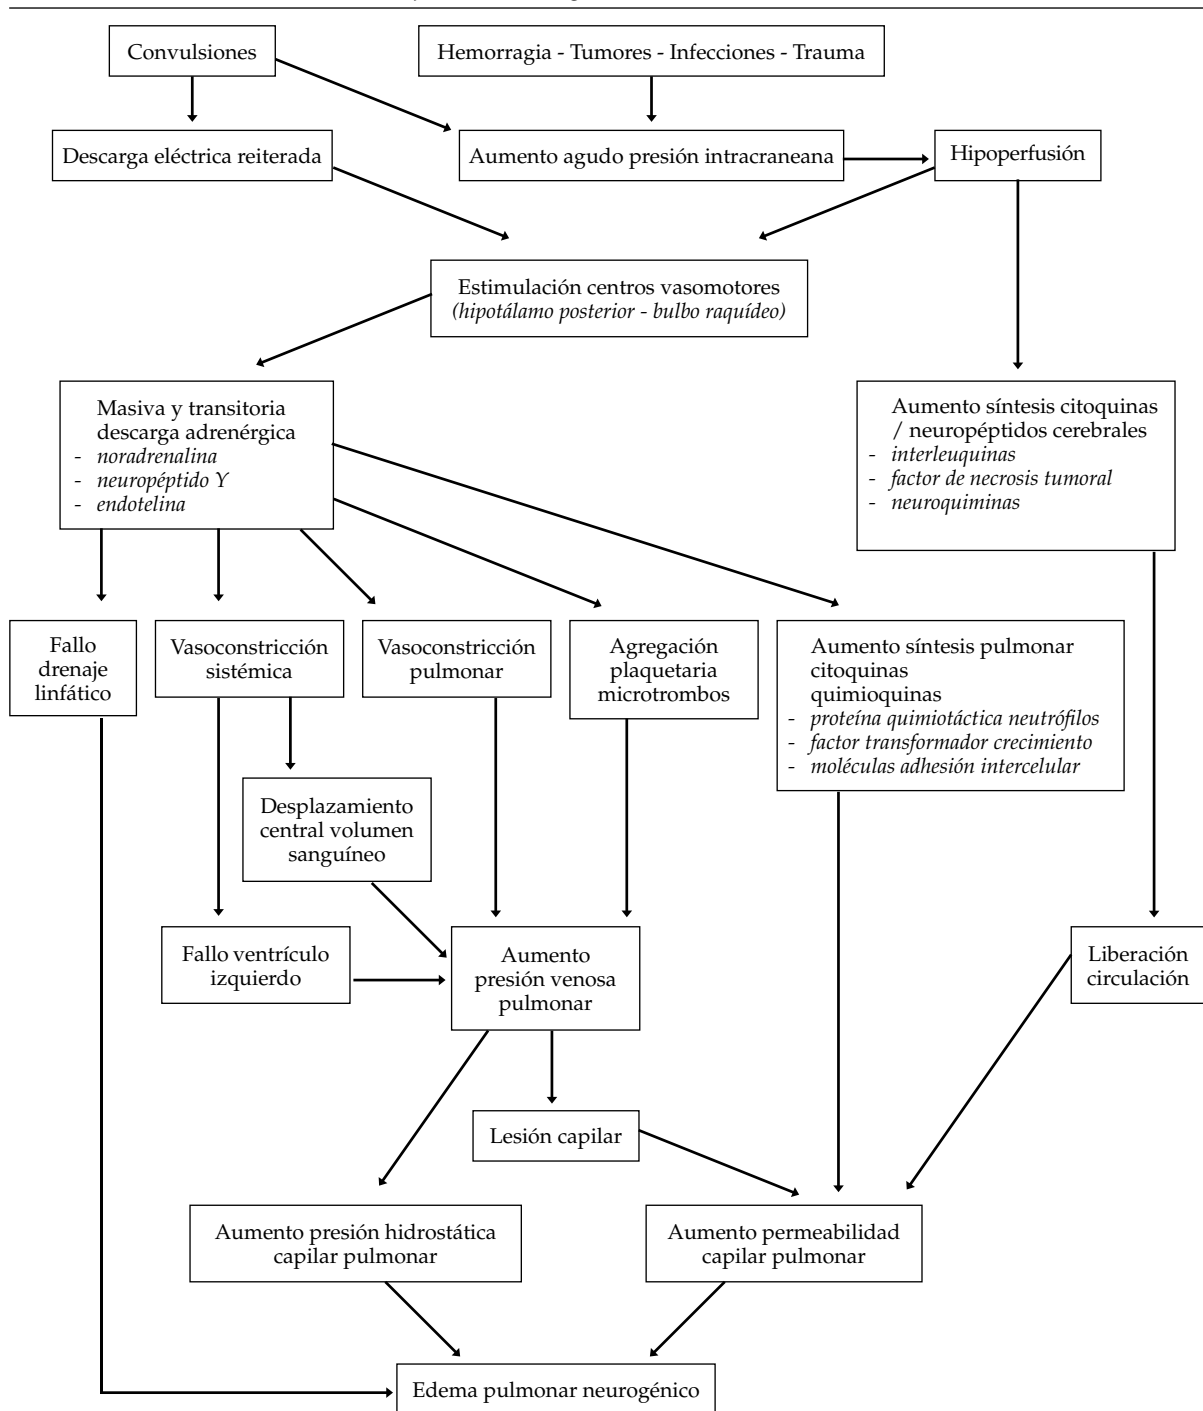 Convulsiones
Hemorragia - Tumores - Infecciones - Trauma
Descarga eléctrica reiterada
Aumento agudo presión intracraneana
Hipoperfusión
Estimulación centros vasomotores
(hipotálamo posterior - bulbo raquídeo)
Masiva y transitoria
descarga adrenérgica
- noradrenalina
- neuropéptido Y
- endotelina
Aumento síntesis citoquinas
/ neuropéptidos cerebrales
- interleuquinas
- factor de necrosis tumoral
- neuroquiminas
Fallo
drenaje
linfático
Vasoconstricción
sistémica
Vasoconstricción
pulmonar
Agregación
plaquetaria
microtrombos
Aumento síntesis pulmonar
citoquinas
quimioquinas
- proteína quimiotáctica neutrófilos
- factor transformador crecimiento
- moléculas adhesión intercelular
Desplazamiento
central volumen
sanguíneo
Fallo ventrículo
izquierdo
Aumento
presión venosa
pulmonar
Liberación
circulación
Lesión capilar
Aumento presión hidrostática
capilar pulmonar
Aumento permeabilidad
capilar pulmonar
Edema pulmonar neurogénico